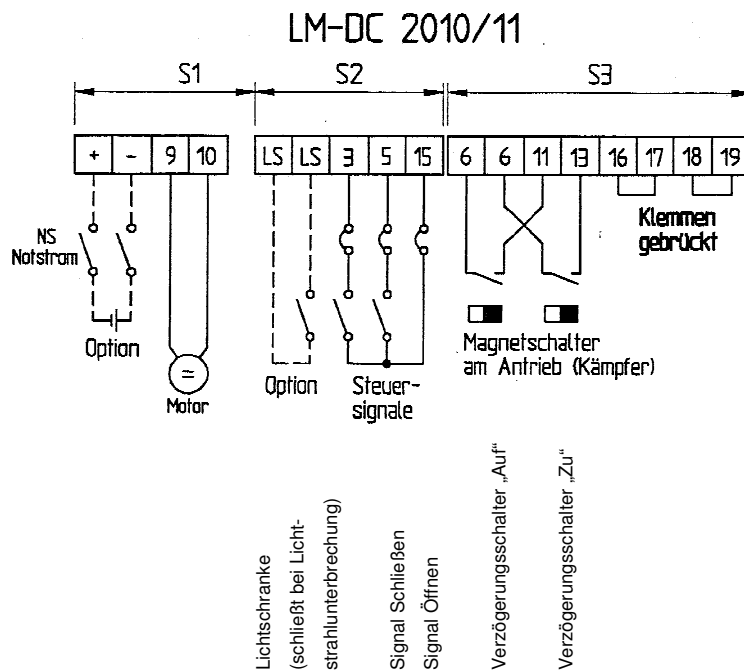 LM-DC 2010/11
S1 S2 S3
+ - 9 10 LS LS 3 5 15 6 6 11 13 16 17 18 19
NS
Notstrom
Option
=
Motor
Option
Steuer-
signale
Klemmen
gebrückt
Magnetschalter
am Antrieb (Kämpfer)
Lichtschranke
(schließt bei Licht-
strahlunterbrechung)
Signal Schließen
Signal Öffnen
Verzögerungsschalter „Auf"
Verzögerungsschalter „Zu"